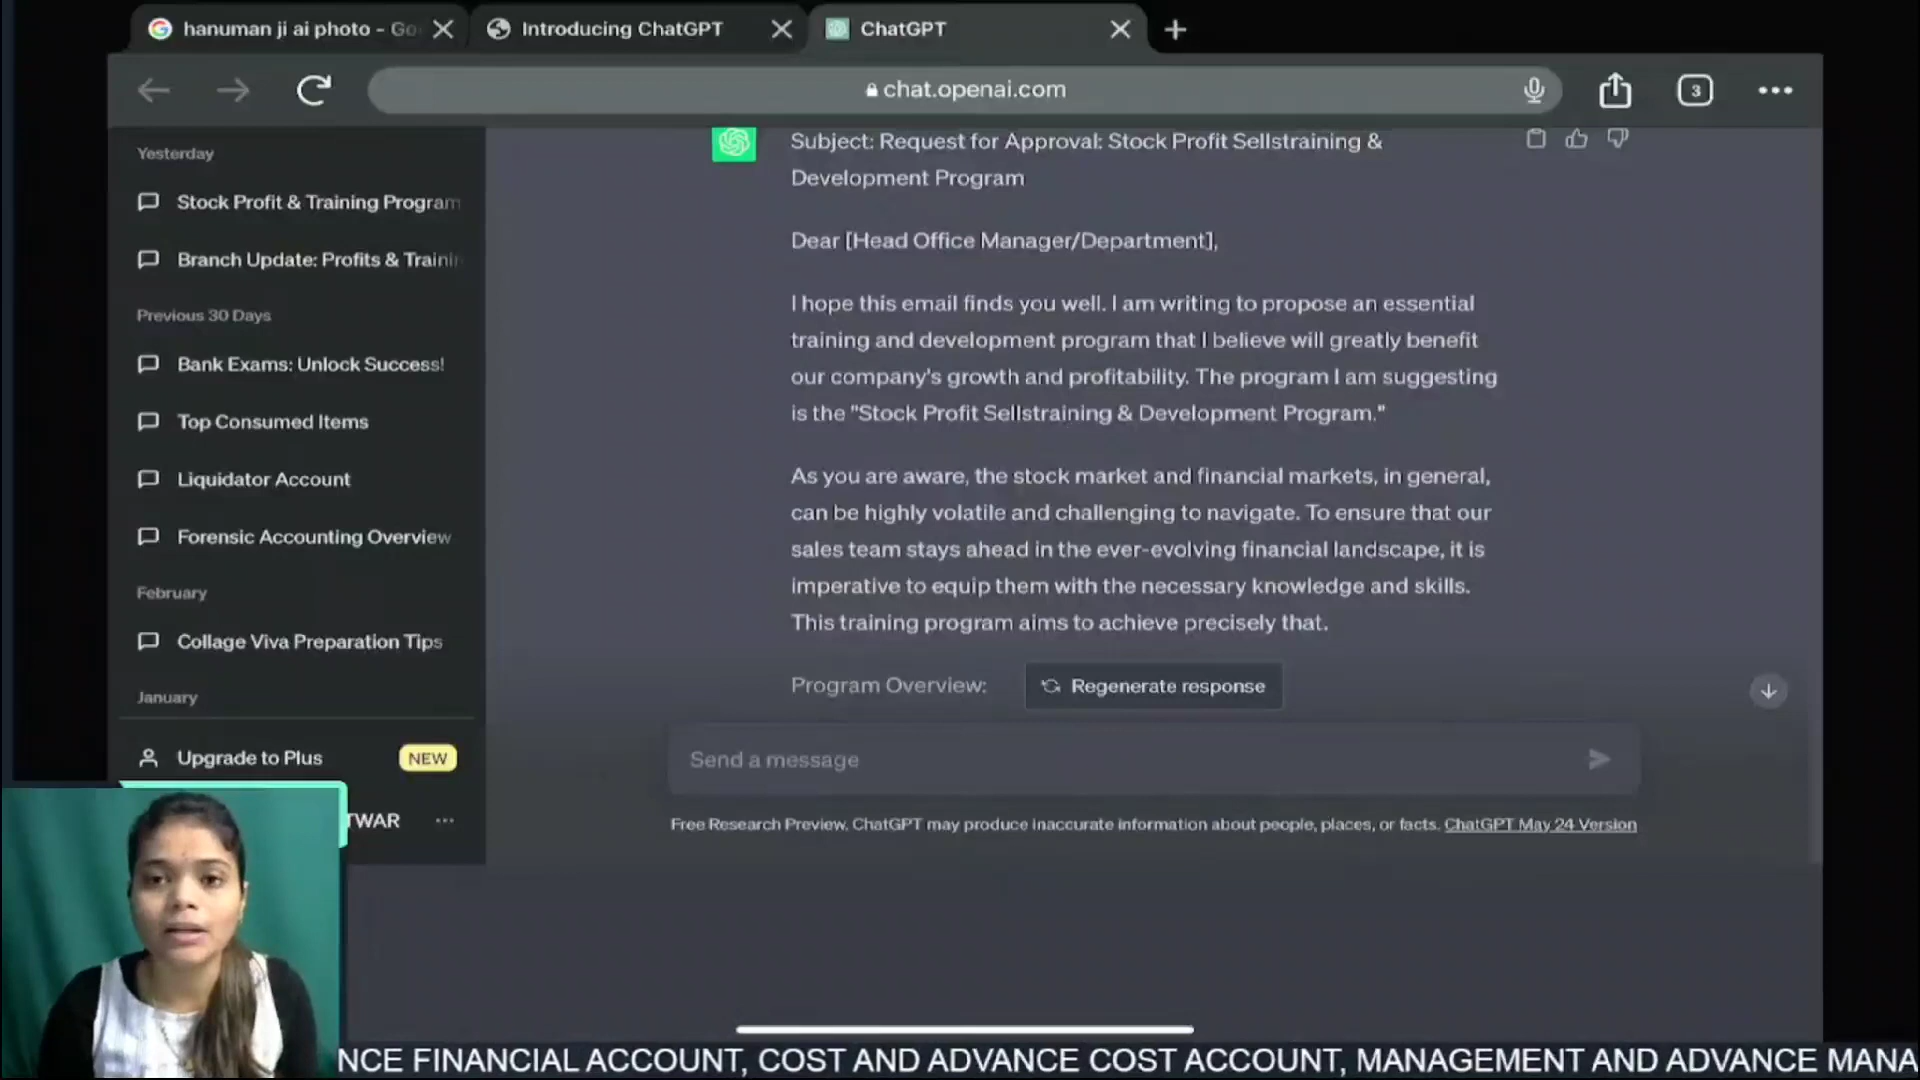 hanuman ji ai photo - Go
Introducing ChatGPT
ChatGPT
chat.openai.com
3
Yesterday
Stock Profit & Training Program
Branch Update: Profits & Traini
Previous 30 Days
Bank Exams: Unlock Success!
Top Consumed Items
Liquidator Account
Forensic Accounting Overview
February
Collage Viva Preparation Tips
January
Upgrade to Plus
NEW
TWAR
Subject: Request for Approval: Stock Profit Sellstraining &
Development Program
Dear [Head Office Manager/Department],
I hope this email finds you well. I am writing to propose an essential
training and development program that I believe will greatly benefit
our company's growth and profitability. The program I am suggesting
is the "Stock Profit Sellstraining & Development Program."
As you are aware, the stock market and financial markets, in general,
can be highly volatile and challenging to navigate. To ensure that our
sales team stays ahead in the ever-evolving financial landscape, it is
imperative to equip them with the necessary knowledge and skills.
This training program aims to achieve precisely that.
Program Overview:
Regenerate response
Send a message
Free Research Preview. ChatGPT may produce inaccurate information about people, places, or facts. ChatGPT May 24 Version
NCE FINANCIAL ACCOUNT, COST AND ADVANCE COST ACCOUNT, MANAGEMENT AND ADVANCE MANA